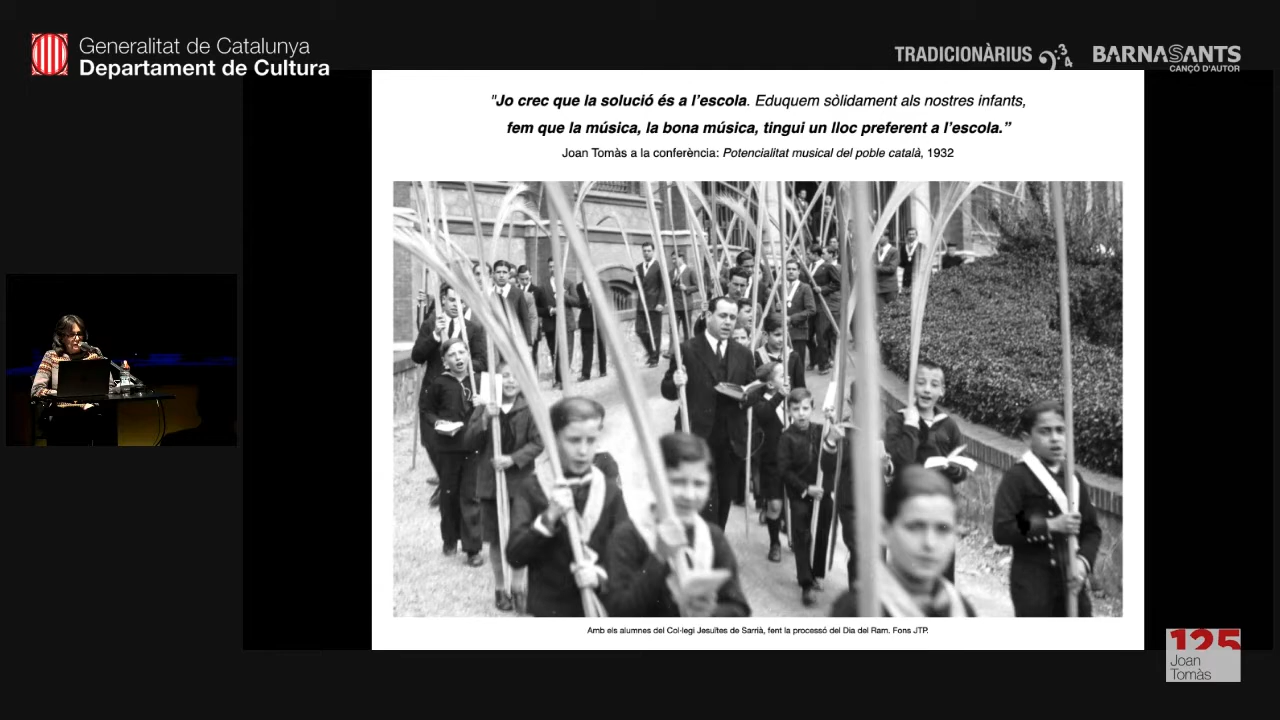 Generalitat de Catalunya
Departament de Cultura
TRADICIONÀRIUS
BARNASANTS
CANÇÓ D'AUTOR
"Jo crec que la solució és a l'escola. Eduquem sòlidament als nostres infants,
fem que la música, la bona música, tingui un lloc preferent a l'escola."
Joan Tomàs a la conferència: Potencialitat musical del poble català, 1932
Amb els alumnes del Col·legi Jesuïtes de Sarrià, fent la processó del Dia del Ram. Fons JTP.
125
Joan
Tomàs